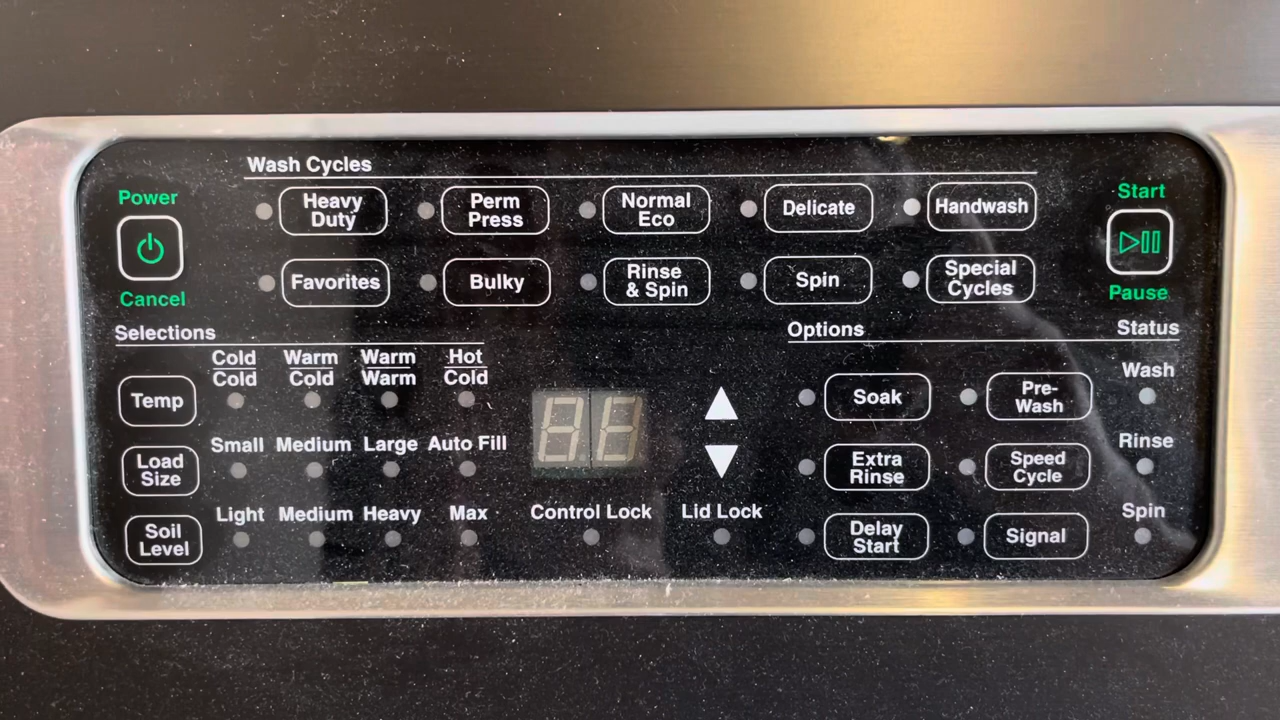 Wash Cycles
Power
Cancel
Heavy
Duty
Perm
Press
Normal
Eco
Delicate
Handwash
Start
Pause
Favorites
Bulky
Rinse
& Spin
Spin
Special
Cycles
Selections
Cold
Cold
Warm
Cold
Warm
Warm
Hot
Cold
Temp
Small
Medium
Large
Auto Fill
Load
Size
Light
Medium
Heavy
Max
Soil
Level
Control Lock
Lid Lock
Options
Soak
Pre-
Wash
Extra
Rinse
Speed
Cycle
Delay
Start
Signal
Status
Wash
Rinse
Spin